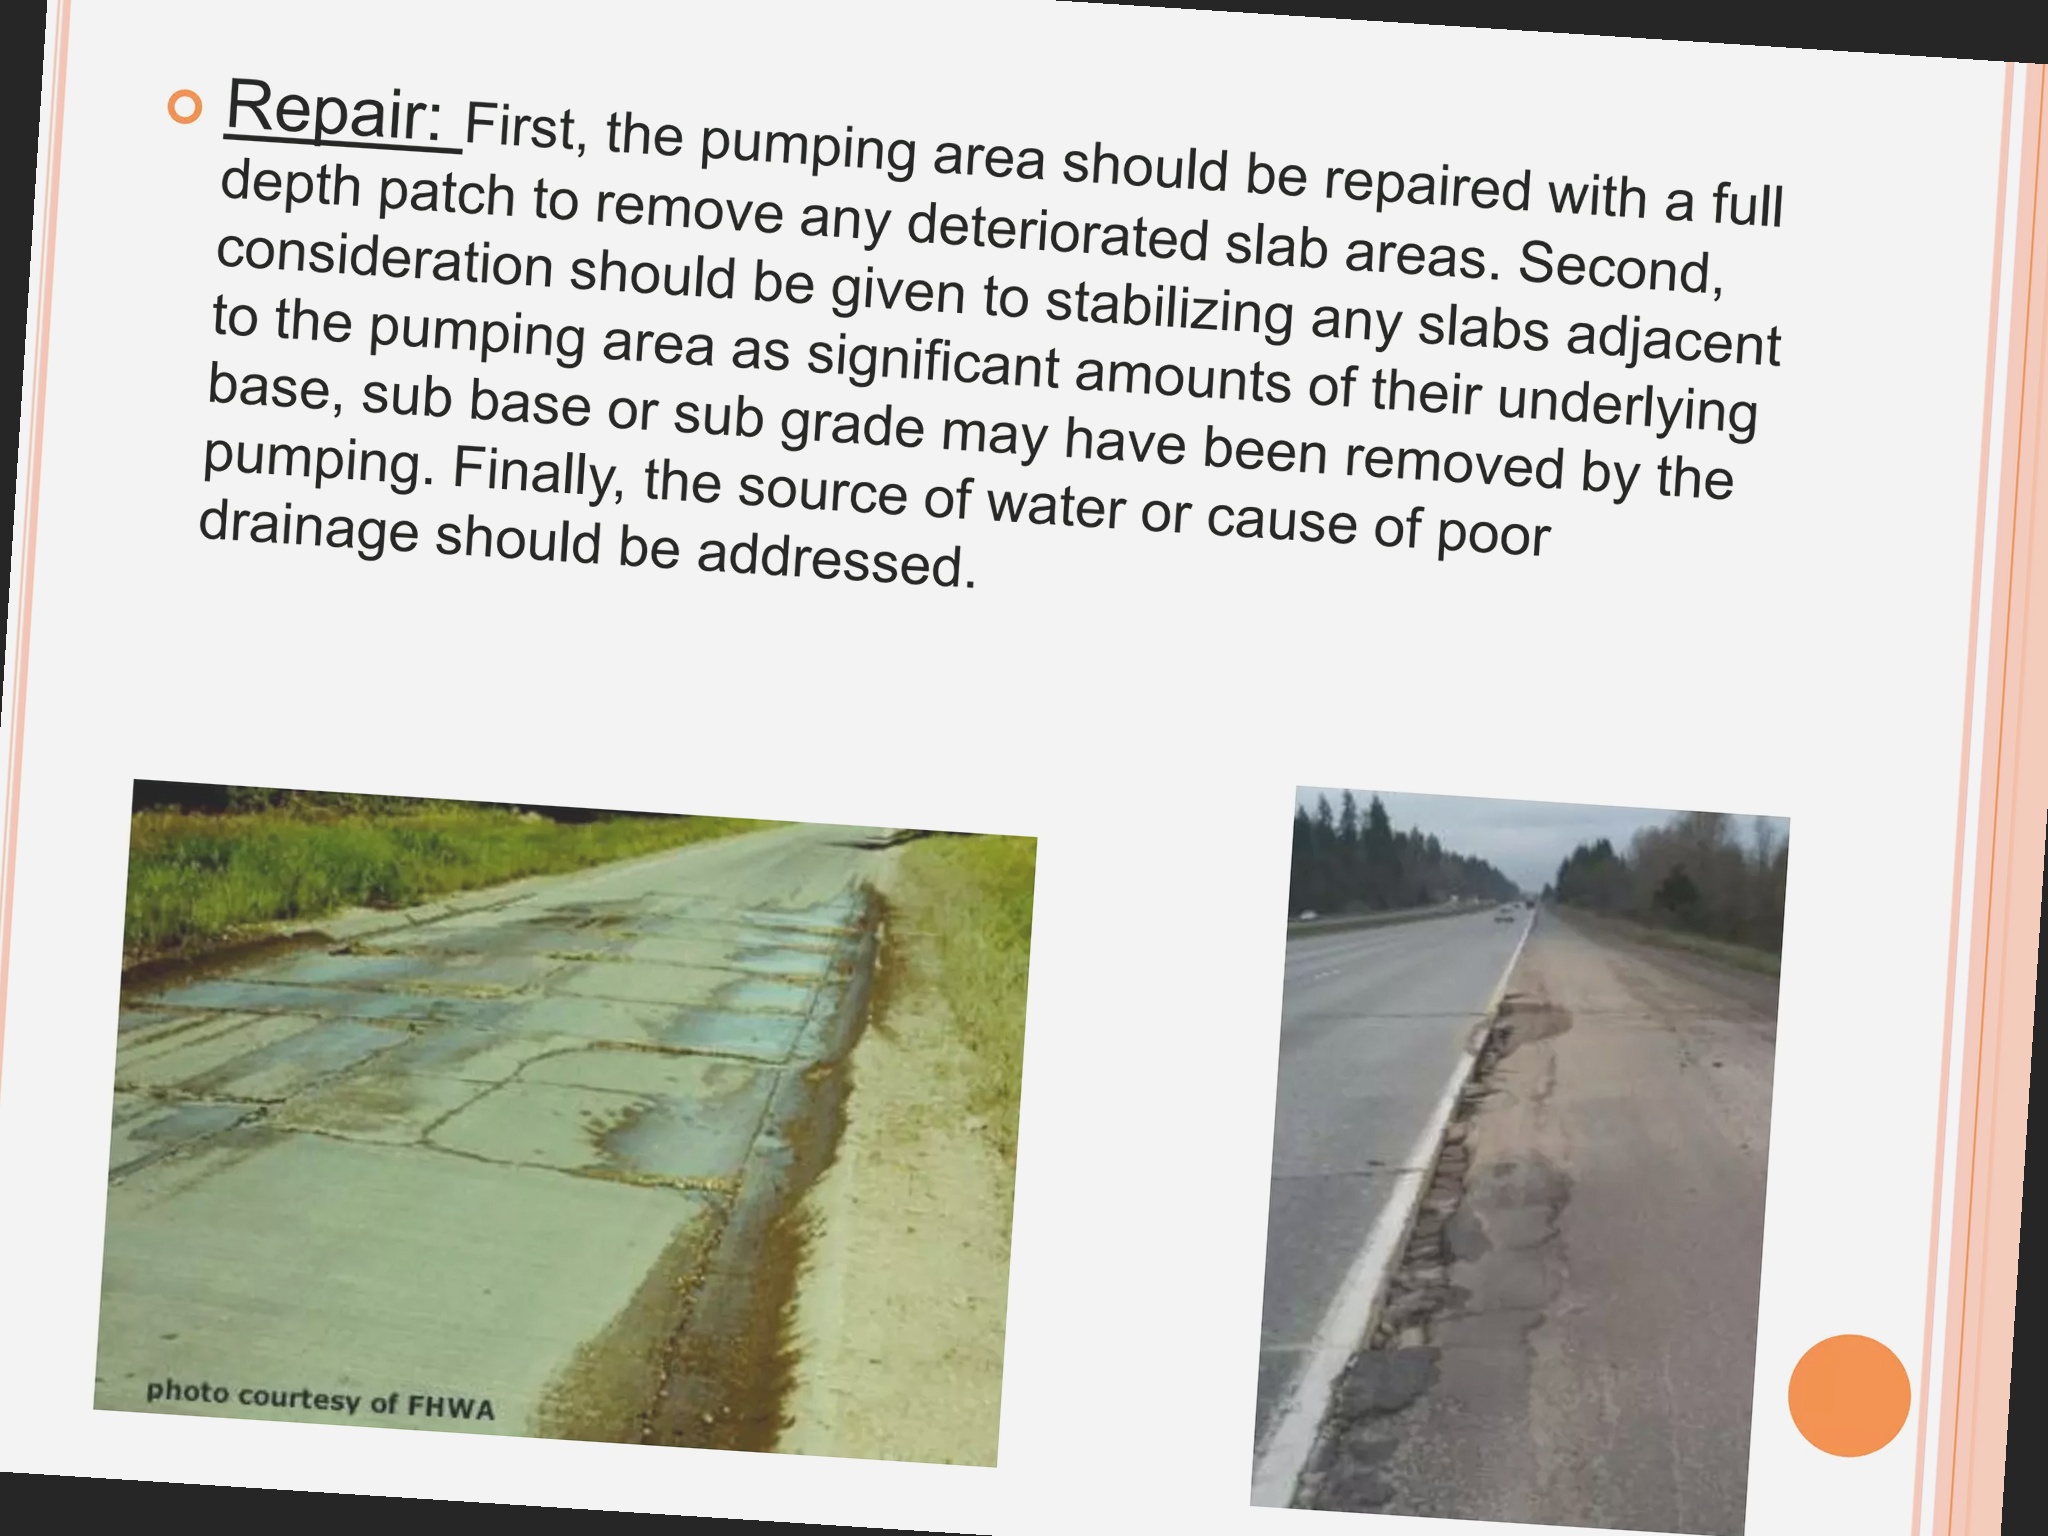 Repair: First, the pumping area should be repaired with a full
depth patch to remove any deteriorated slab areas. Second,
consideration should be given to stabilizing any slabs adjacent
to the pumping area as significant amounts of their underlying
base, sub base or sub grade may have been removed by the
pumping. Finally, the source of water or cause of poor
drainage should be addressed.
photo courtesy of FHWA